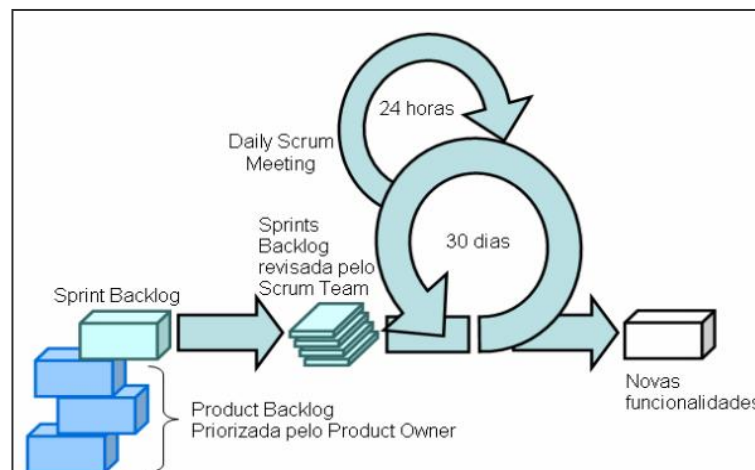 24 horas
Daily Scrum
Meeting
Sprints
Backlog
revisada pelo
Scrum Team
30 dias
Sprint Backlog
Product Backlog
Priorizada pelo Product Owner
Novas
funcionalidades